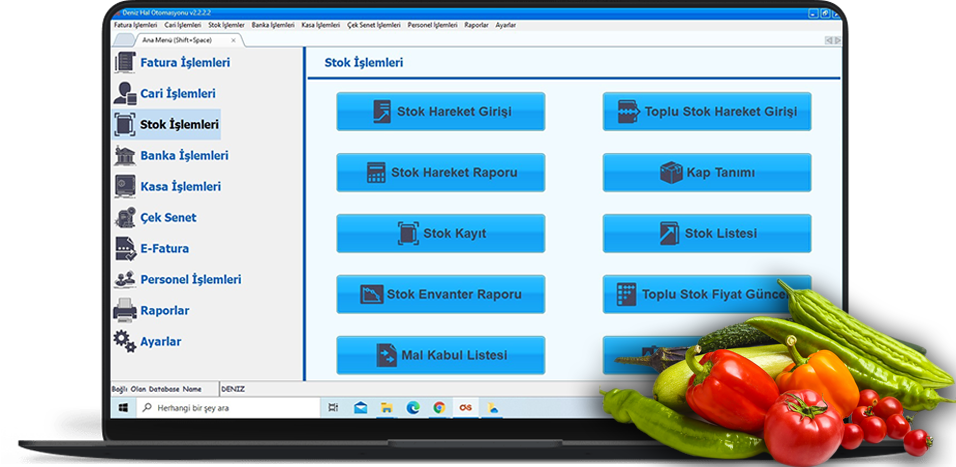 Deniz Hal Otomasyonu v2.2.2.2
Fatura İşlemleri Cari İşlemleri Stok İşlemler Banka İşlemleri Kasa İşlemleri Çek Senet İşlemleri Personel İşlemleri Raporlar Ayarlar
Ana Menü (Shift+Space)
Fatura İşlemleri
Cari İşlemleri
Stok İşlemleri
Banka İşlemleri
Kasa İşlemleri
Çek Senet
E-Fatura
Personel İşlemleri
Raporlar
Ayarlar
Stok İşlemleri
Stok Hareket Girişi
Toplu Stok Hareket Girişi
Stok Hareket Raporu
Kap Tanımı
Stok Kayıt
Stok Listesi
Stok Envanter Raporu
Toplu Stok Fiyat
Mal Kabul Listesi
Bağlı Olan Database Name DENIZ
Herhangi bir şey ara